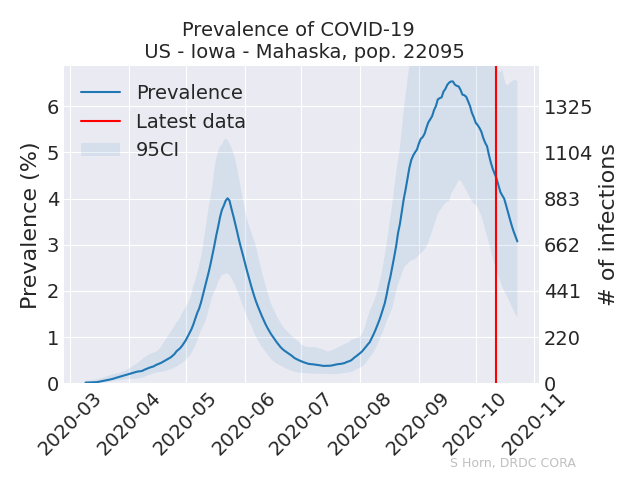 Prevalence of COVID-19
US - Iowa - Mahaska, pop. 22095
Prevalence
Latest data
95CI
Prevalence (%)
6
5
4
3
2
1
0
1325
1104
883
662
441
220
0
# of infections
2020-03
2020-04
2020-05
2020-06
2020-07
2020-08
2020-09
2020-10
2020-11
S Horn, DRDC CORA